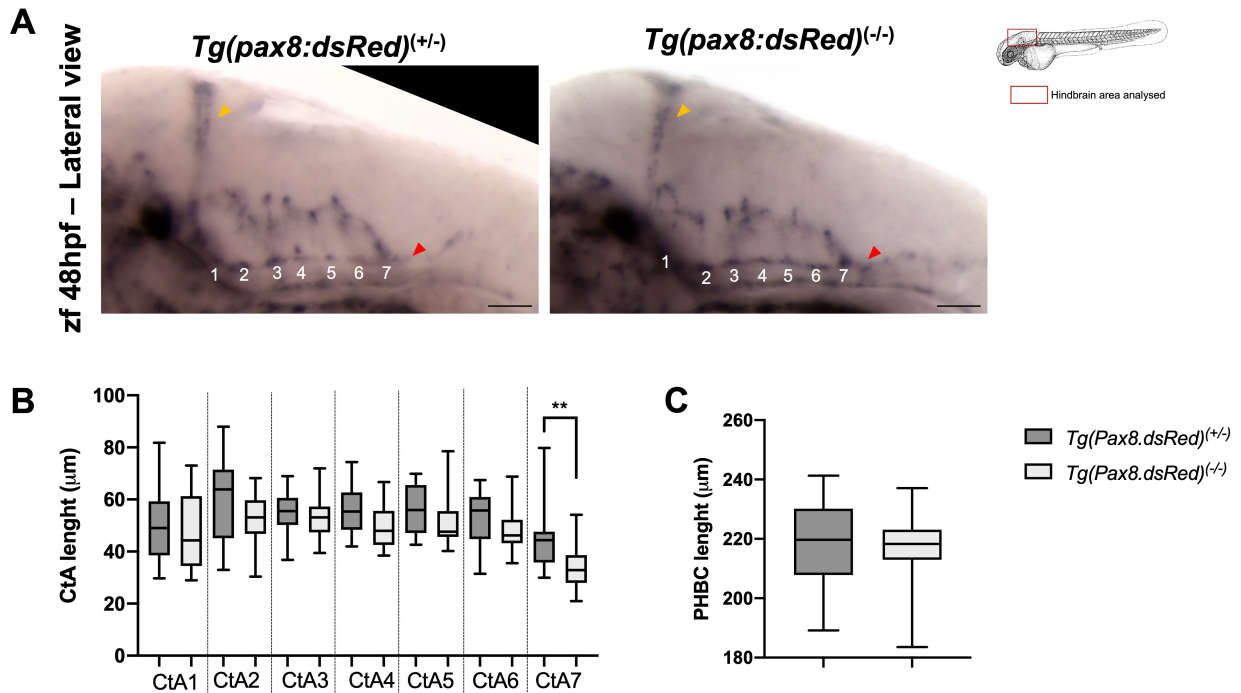 A
Tg(pax8:dsRed)(+/-)
Tg(pax8:dsRed)(-/-)
Hindbrain area analysed
zf 48hpf – Lateral view
1 2 3 4 5 6 7
1 2 3 4 5 6 7
B
CtA lenght (μm)
100
80
60
40
20
0
**
CtA1 CtA2 CtA3 CtA4 CtA5 CtA6 CtA7
C
PHBC lenght (μm)
260
240
220
200
180
Tg(Pax8.dsRed)(+/-)
Tg(Pax8.dsRed)(-/-)